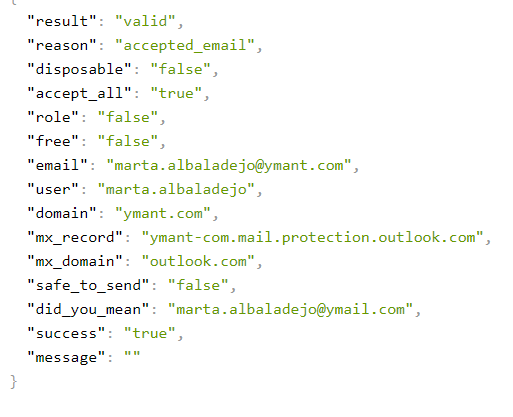 {
"result": "valid",
"reason": "accepted_email",
"disposable": "false",
"accept_all": "true",
"role": "false",
"free": "false",
"email": "marta.albaladejo@ymant.com",
"user": "marta.albaladejo",
"domain": "ymant.com",
"mx_record": "ymant-com.mail.protection.outlook.com",
"mx_domain": "outlook.com",
"safe_to_send": "false",
"did_you_mean": "marta.albaladejo@ymail.com",
"success": "true",
"message": ""
}